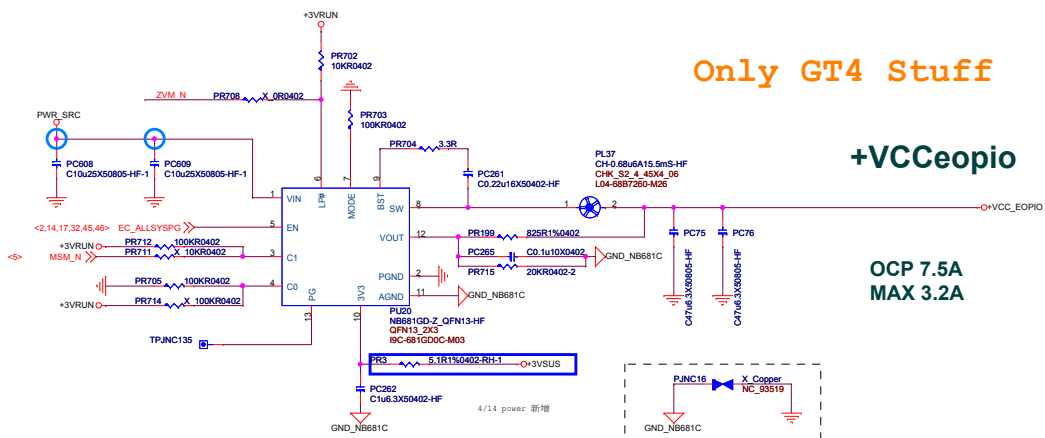 +3VRUN
PR702
10KR0402
Only GT4 Stuff
ZVM_N
PR708
X_0R0402
PR703
100KR0402
PWR_SRC
PR704
3.3R
PL37
CH-0.68u6A15.5mS-HF
CHK_S2_4_45X4_06
L04-68B7260-M26
+VCCeopio
PC608
C10u25X50805-HF-1
PC609
C10u25X50805-HF-1
PC261
C0.22u16X50402-HF
6
7
9
LP#
MODE
BST
1
VIN
SW
8
1
2
+VCC_EOPIO
<2,14,17,32,45,46>
EC_ALLSYSPG
5
EN
VOUT
12
PR199
825R1%0402
PC75
C47u6.3X50805-HF
PC76
C47u6.3X50805-HF
+3VRUN
PR712
100KR0402
<5>
MSM_N
PR711
X_10KR0402
3
C1
PC265
C0.1u10X0402
GND_NB681C
PR715
20KR0402-2
OCP 7.5A
MAX 3.2A
PR705
100KR0402
4
C0
PGND
2
+3VRUN
PR714
X_100KR0402
AGND
11
GND_NB681C
PG
3V3
13
10
PU20
NB681GD-Z_QFN13-HF
QFN13_2X3
I9C-681GD0C-M03
TPJNC135
PR3
5.1R1%0402-RH-1
+3VSUS
PC262
C1u6.3X50402-HF
GND_NB681C
4/14 power 新增
PJNC16
X_Copper
NC_93519
GND_NB681C